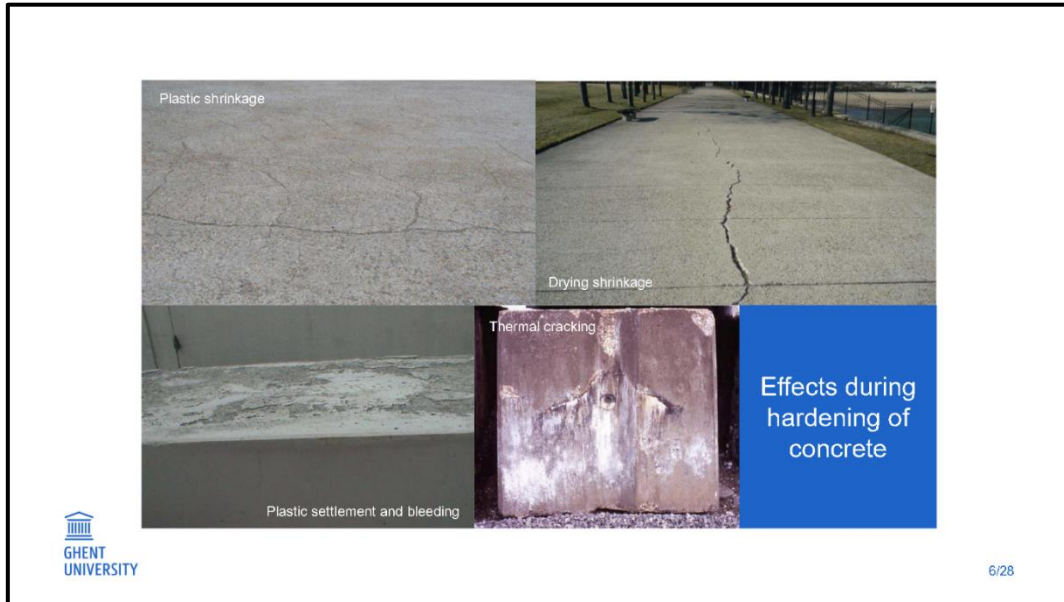 Plastic shrinkage
Drying shrinkage
Thermal cracking
Plastic settlement and bleeding
Effects during
hardening of
concrete
GHENT
UNIVERSITY
6/28